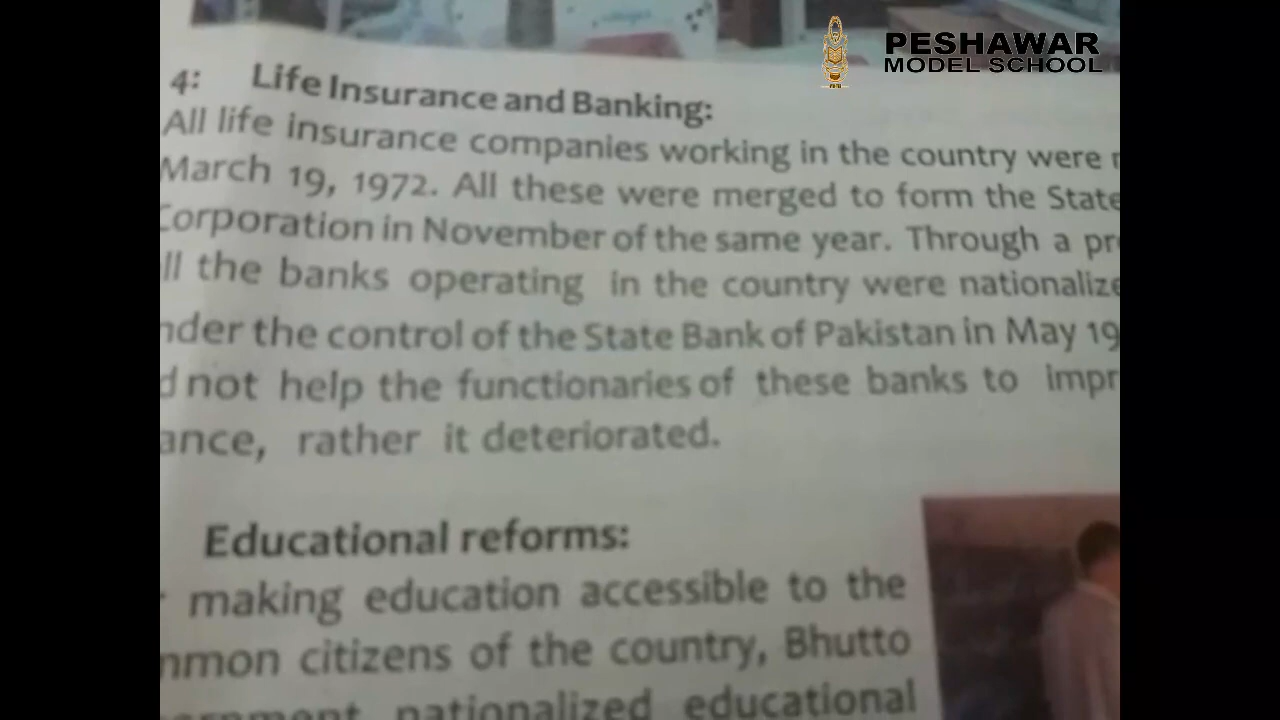 PESHAWAR
MODEL SCHOOL
4: Life Insurance and Banking:
All life insurance companies working in the country were
March 19, 1972. All these were merged to form the State
Corporation in November of the same year. Through a
the banks operating in the country were
the control of the State Bank of Pakistan in May
not help the functionaries of these banks to
rather it deteriorated.
Educational reforms:
making education accessible to the
citizens of the country, Bhutto
nationalized educational